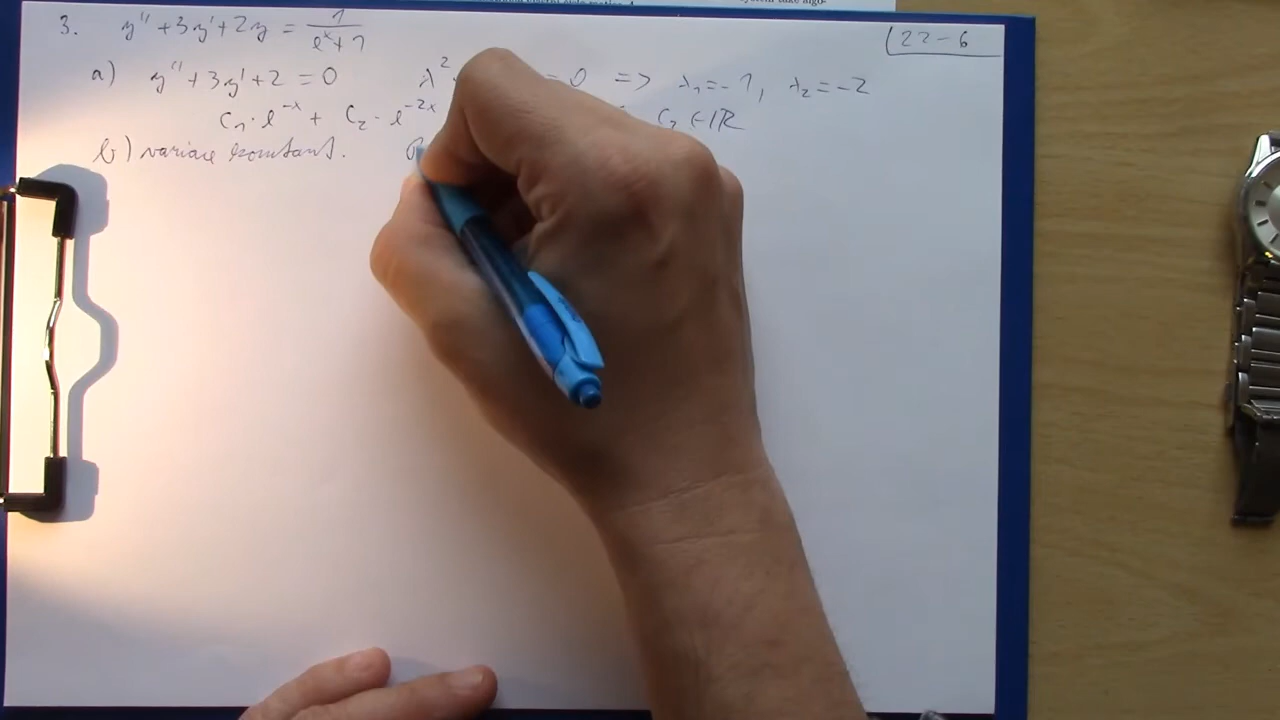 22-6
3. y'' + 3y' + 2y = 1/(e^x + 1)
a) y'' + 3y' + 2 = 0 λ² = 0 => λ₁ = -1, λ₂ = -2
C₁·e^{-x} + C₂·e^{-2x} C₂ ∈ ℝ
b) variace konstant.